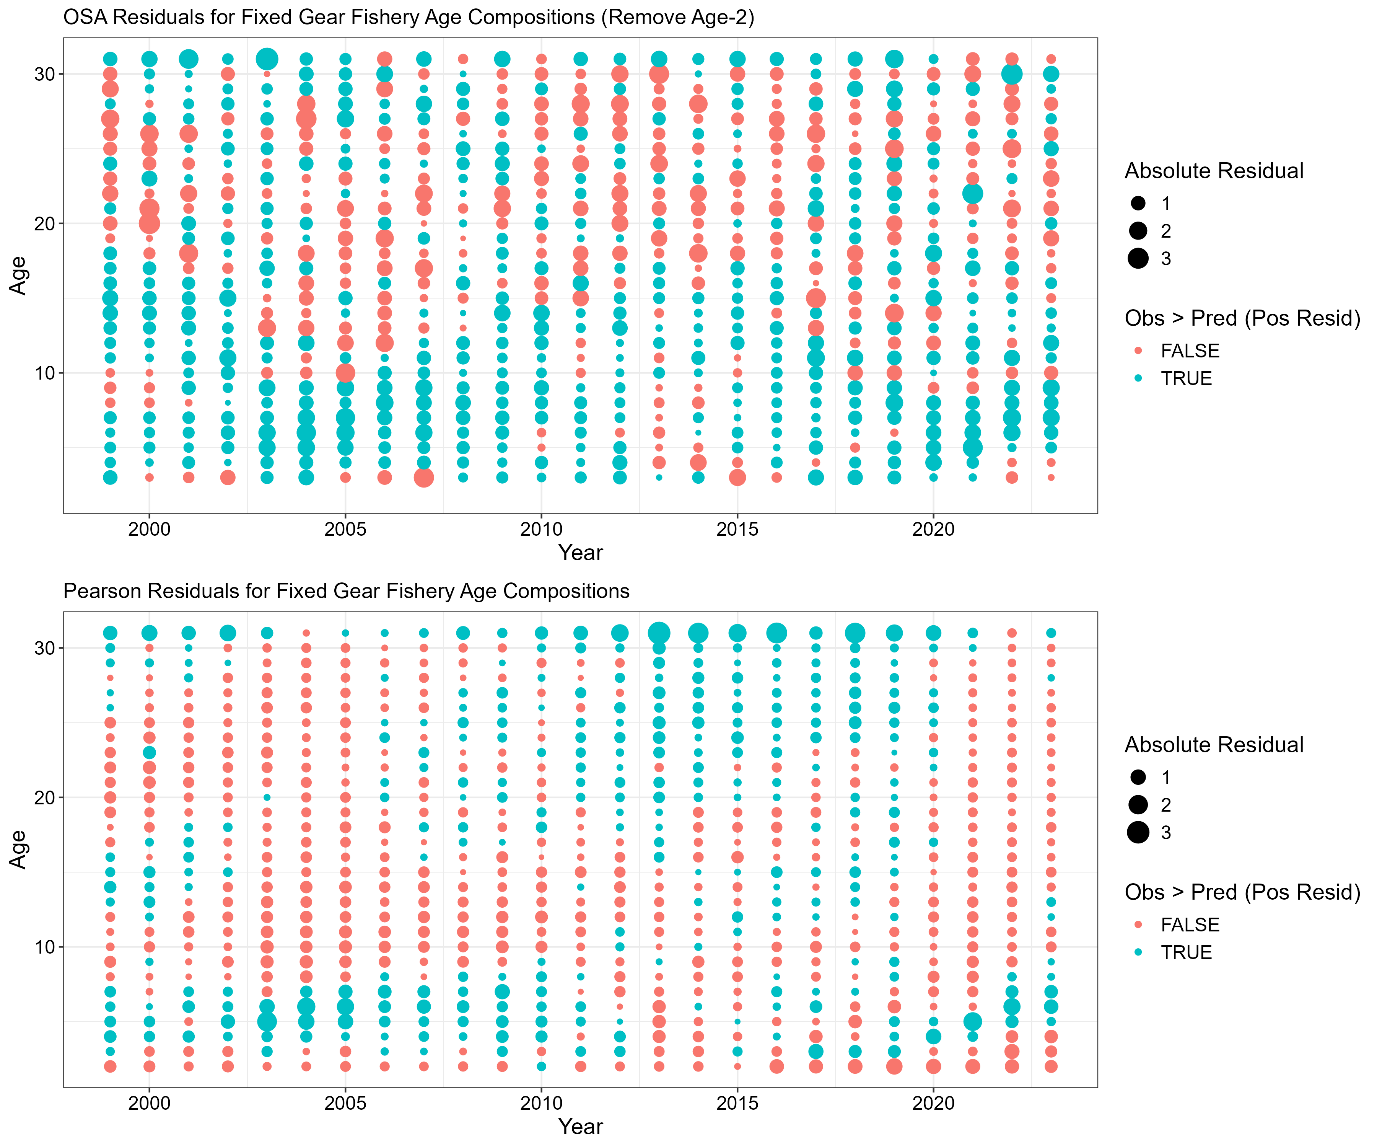 OSA Residuals for Fixed Gear Fishery Age Compositions (Remove Age-2)
30
20
10
Age
2000 2005 2010 2015 2020
Year
Absolute Residual
1
2
3
Obs > Pred (Pos Resid)
FALSE
TRUE
Pearson Residuals for Fixed Gear Fishery Age Compositions
30
20
10
Age
2000 2005 2010 2015 2020
Year
Absolute Residual
1
2
3
Obs > Pred (Pos Resid)
FALSE
TRUE